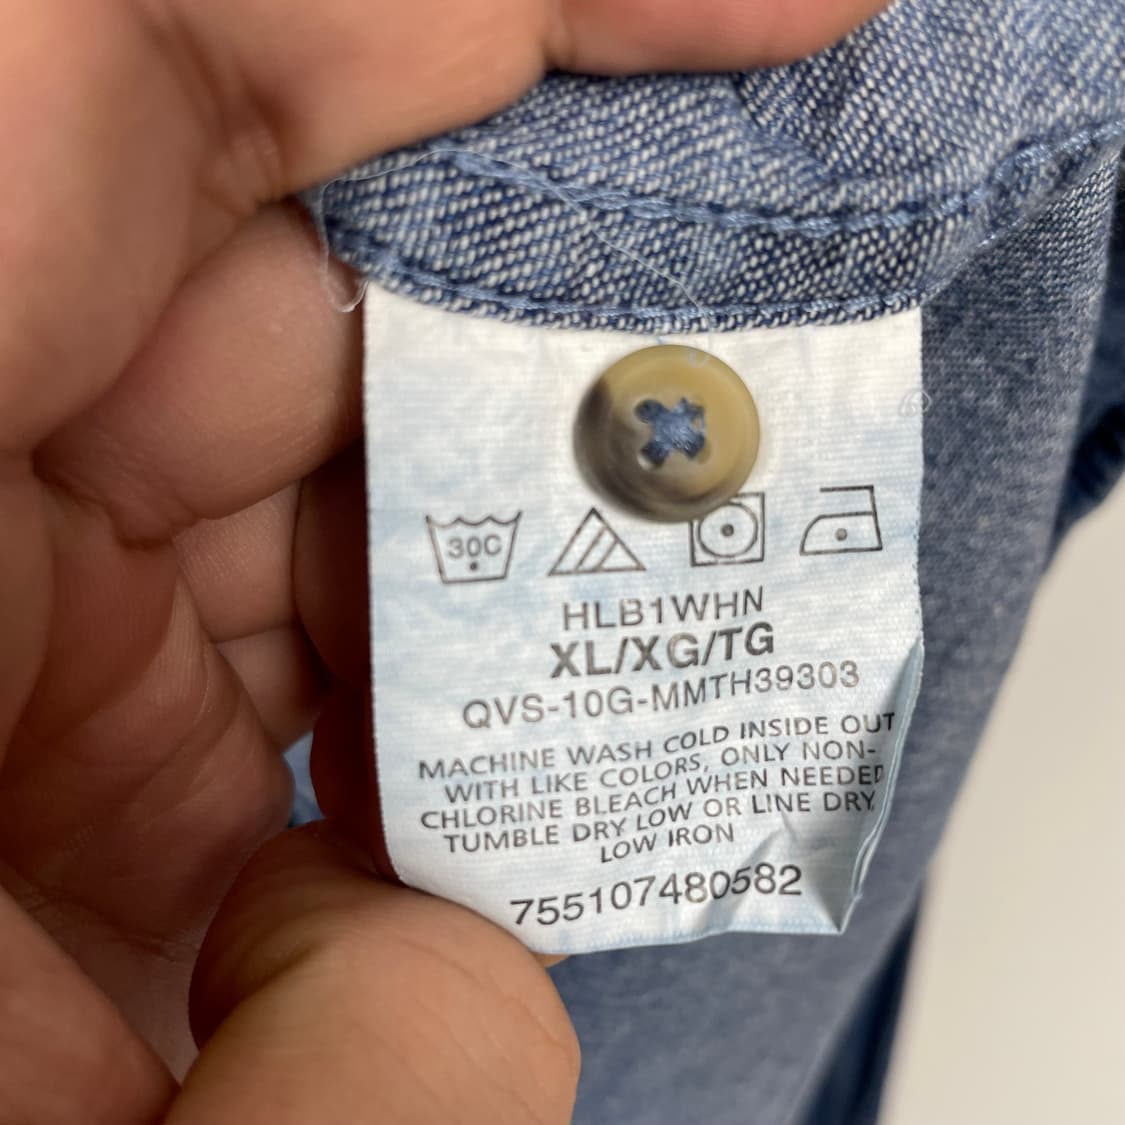 30C
HLB1WHN
XL/XG/TG
QVS-10G-MMTH39303
MACHINE WASH COLD INSIDE OUT
WITH LIKE COLORS, ONLY NON-
CHLORINE BLEACH WHEN NEEDED
TUMBLE DRY LOW OR LINE DRY
LOW IRON
755107480582